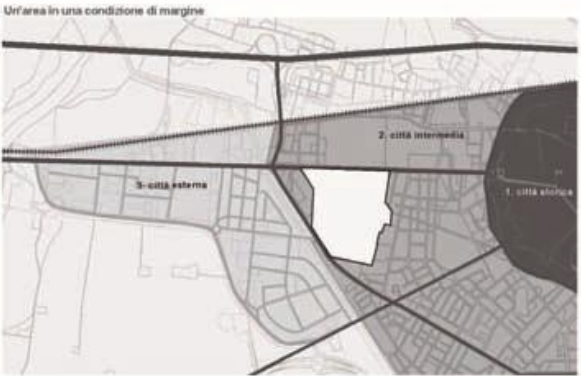 Un'area in una condizione di margine
2. città intermedia
3. città esterna
1. città storica